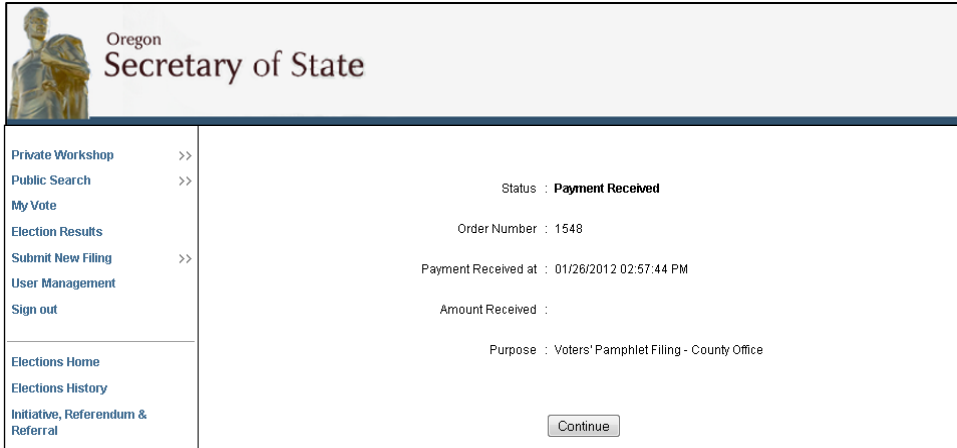 Oregon
Secretary of State
Private Workshop >>
Public Search >>
My Vote
Election Results
Submit New Filing >>
User Management
Sign out
Elections Home
Elections History
Initiative, Referendum &
Referral
Status : Payment Received
Order Number : 1548
Payment Received at : 01/26/2012 02:57:44 PM
Amount Received :
Purpose : Voters' Pamphlet Filing - County Office
Continue